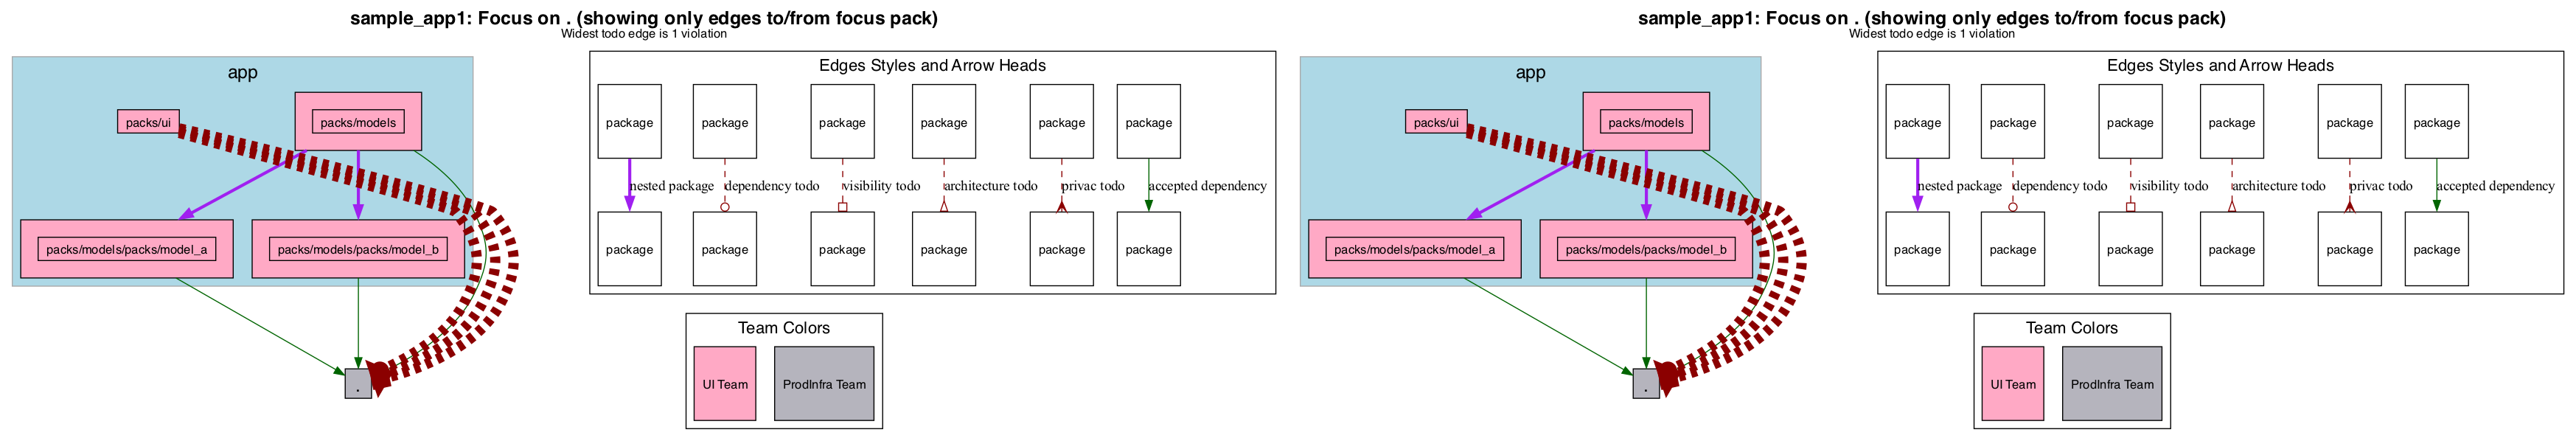 sample_app1: Focus on . (showing only edges to/from focus pack)
Widest todo edge is 1 violation
app
packs/ui
packs/models
packs/models/packs/model_a
packs/models/packs/model_b
.
Edges Styles and Arrow Heads
package package package package package package
nested package dependency todo visibility todo architecture todo privac todo accepted dependency
package package package package package package
Team Colors
UI Team ProdInfra Team
sample_app1: Focus on . (showing only edges to/from focus pack)
Widest todo edge is 1 violation
app
packs/ui
packs/models
packs/models/packs/model_a
packs/models/packs/model_b
.
Edges Styles and Arrow Heads
package package package package package package
nested package dependency todo visibility todo architecture todo privac todo accepted dependency
package package package package package package
Team Colors
UI Team ProdInfra Team